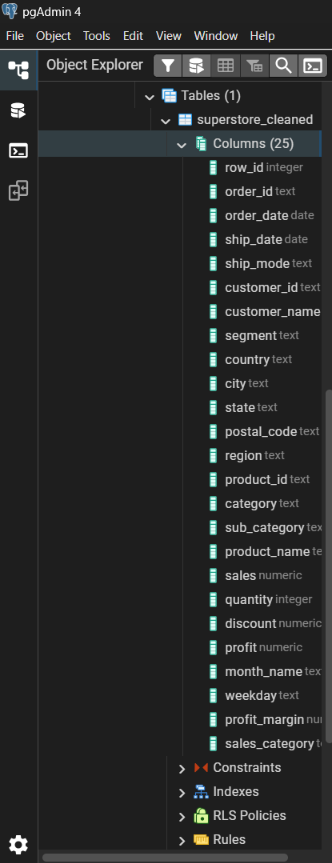 pgAdmin 4
File Object Tools Edit View Window Help
Object Explorer
Tables (1)
superstore_cleaned
Columns (25)
row_id integer
order_id text
order_date date
ship_date date
ship_mode text
customer_id text
customer_name
segment text
country text
city text
state text
postal_code text
region text
product_id text
category text
sub_category text
product_name te
sales numeric
quantity integer
discount numeric
profit numeric
month_name tex
weekday text
profit_margin nu
sales_category t
Constraints
Indexes
RLS Policies
Rules